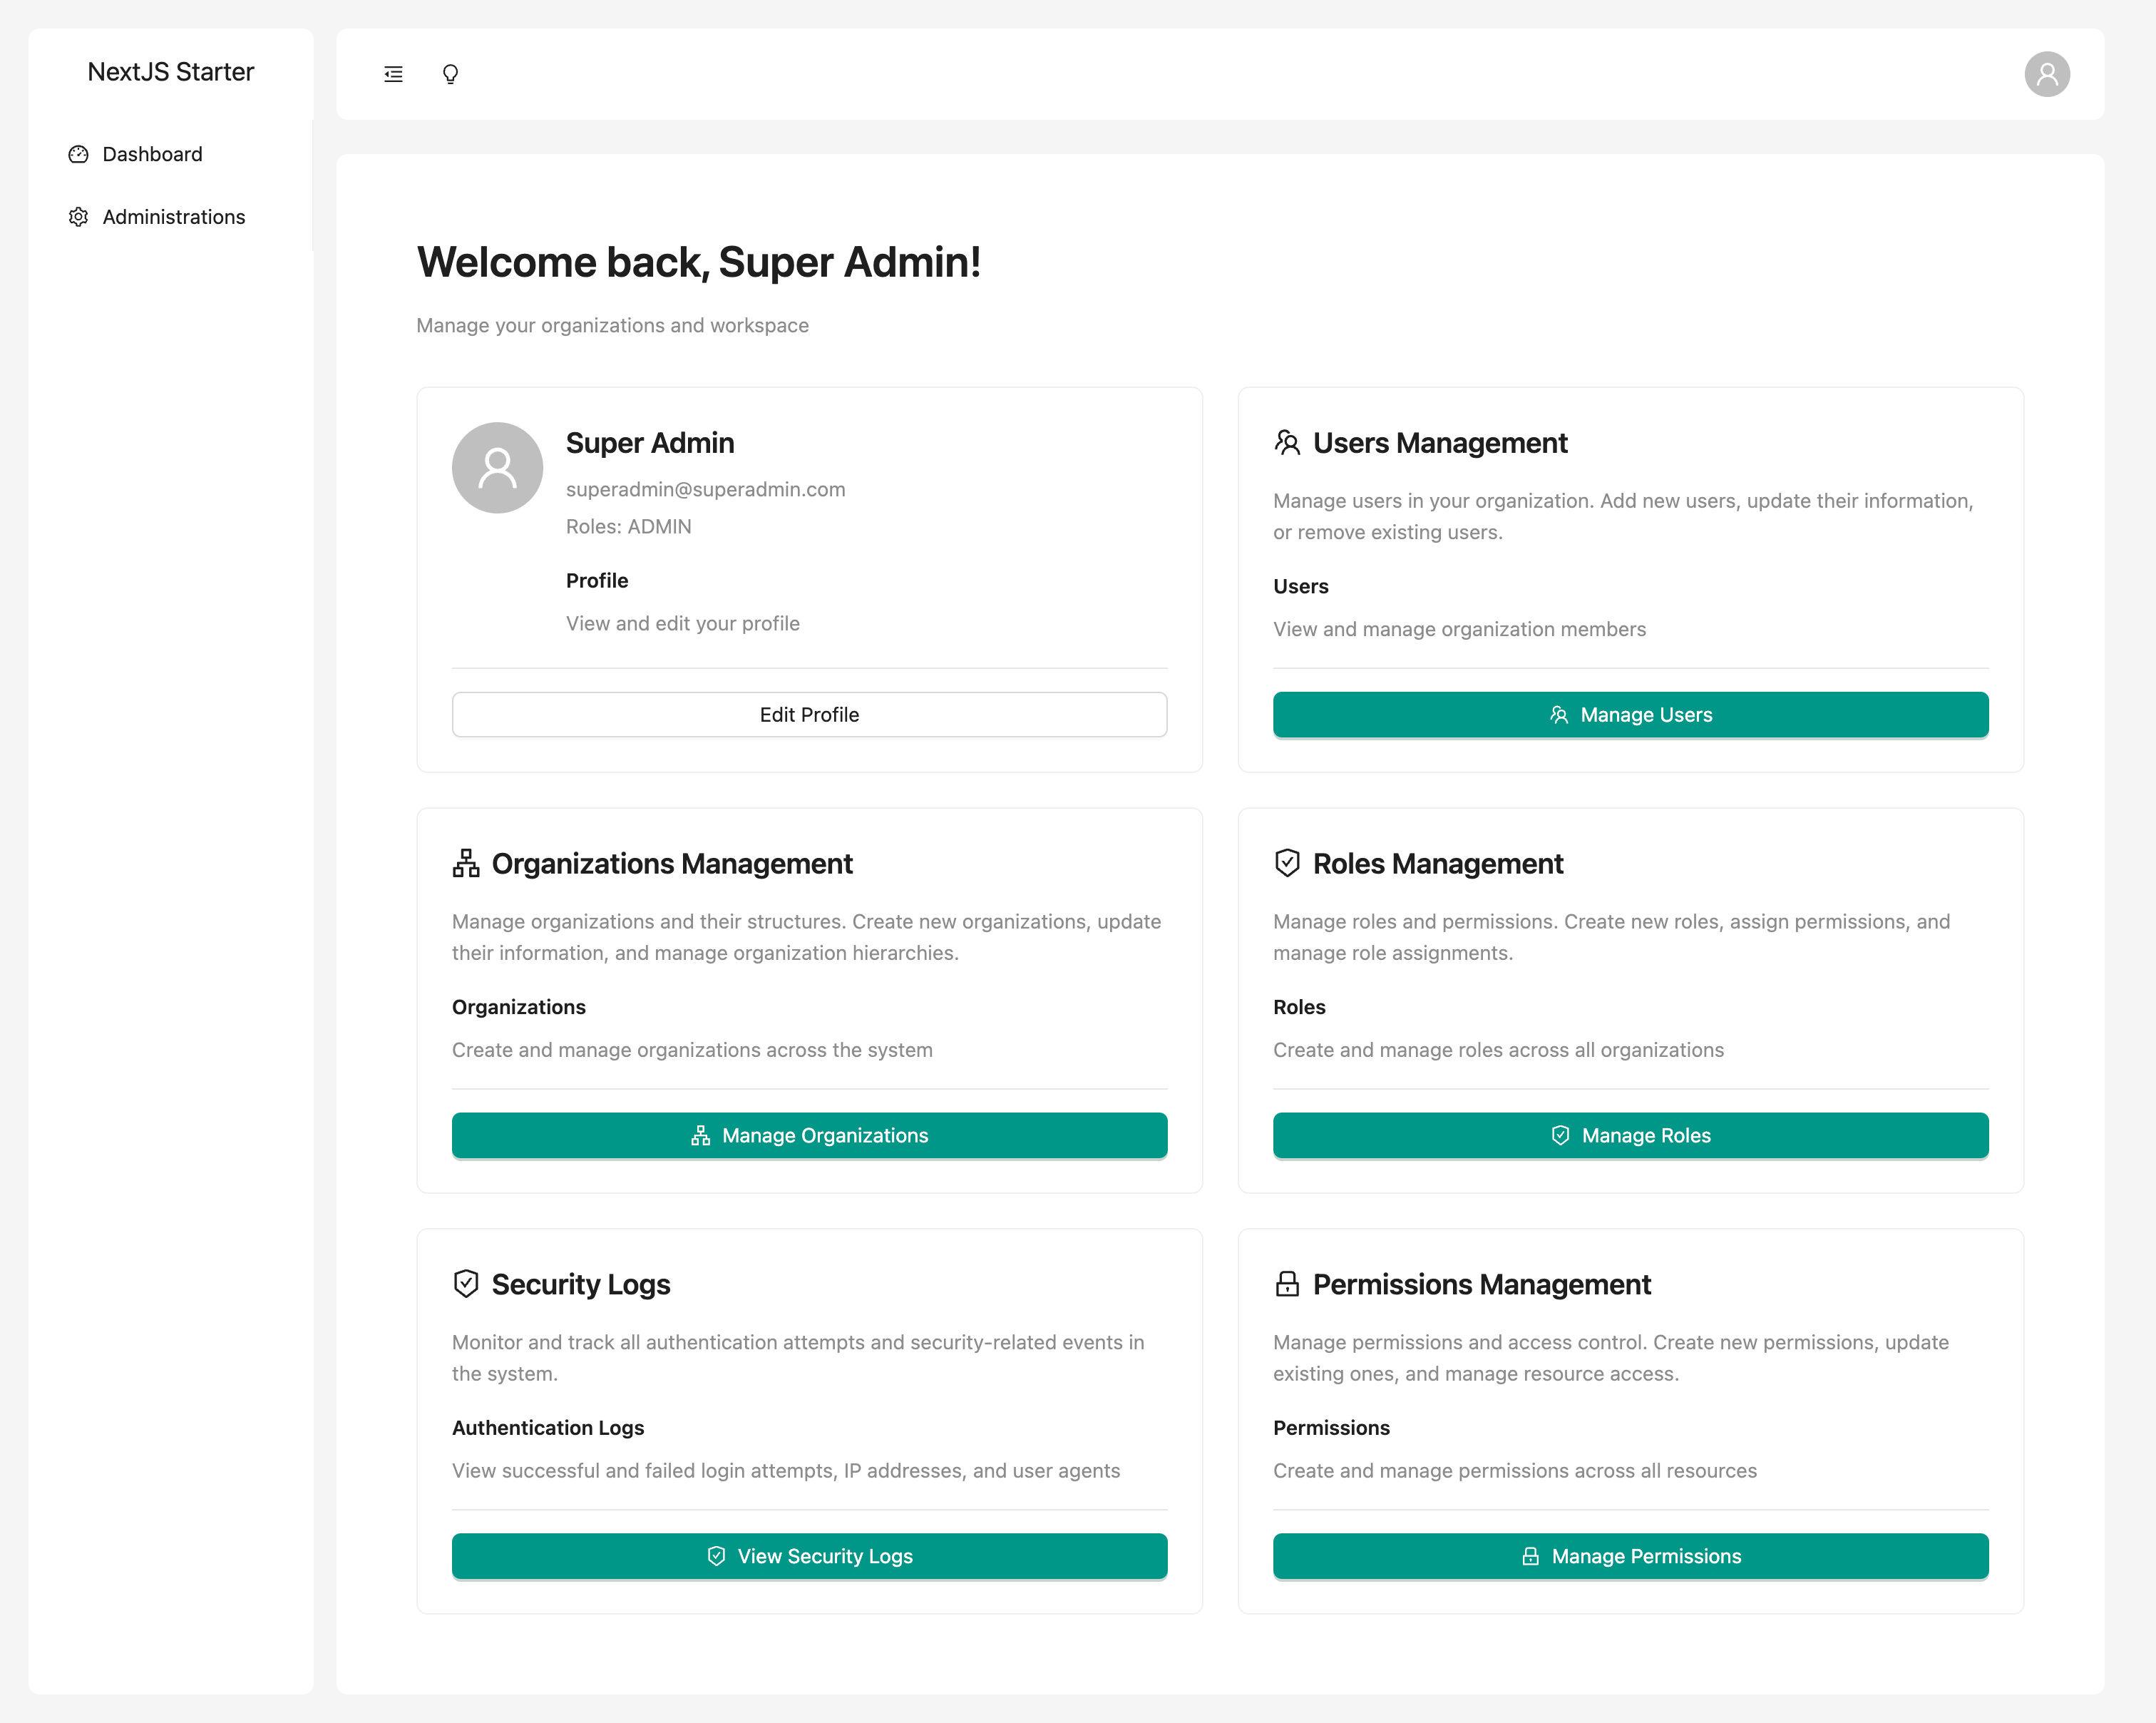 NextJS Starter
Dashboard
Administrations
Welcome back, Super Admin!
Manage your organizations and workspace
Super Admin
superadmin@superadmin.com
Roles: ADMIN
Profile
View and edit your profile
Edit Profile
Users Management
Manage users in your organization. Add new users, update their information,
or remove existing users.
Users
View and manage organization members
Manage Users
Organizations Management
Manage organizations and their structures. Create new organizations, update
their information, and manage organization hierarchies.
Organizations
Create and manage organizations across the system
Manage Organizations
Roles Management
Manage roles and permissions. Create new roles, assign permissions, and
manage role assignments.
Roles
Create and manage roles across all organizations
Manage Roles
Security Logs
Monitor and track all authentication attempts and security-related events in
the system.
Authentication Logs
View successful and failed login attempts, IP addresses, and user agents
View Security Logs
Permissions Management
Manage permissions and access control. Create new permissions, update
existing ones, and manage resource access.
Permissions
Create and manage permissions across all resources
Manage Permissions